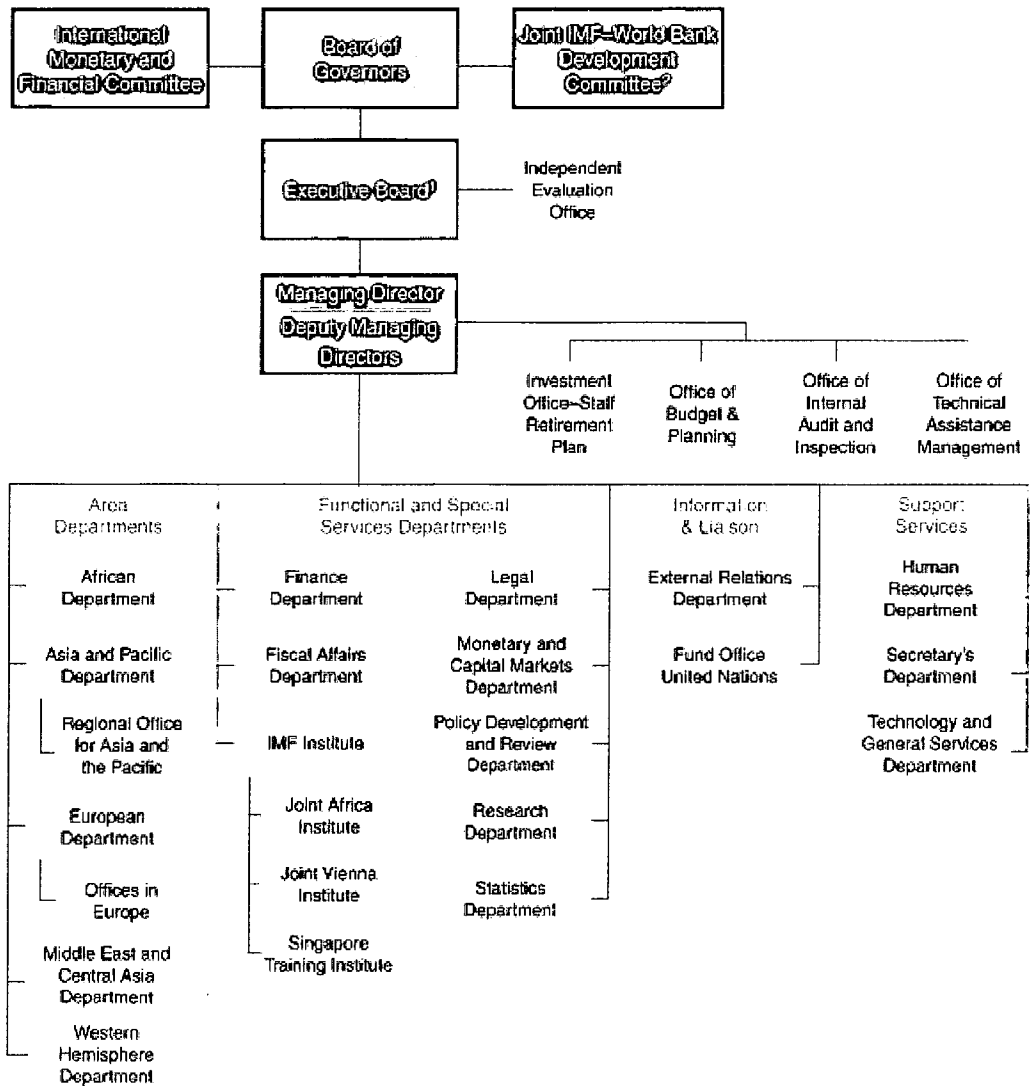 International
Monetary and
Financial Committee
Board of
Governors
Joint IMF–World Bank
Development
Committee²
Executive Board¹
Independent
Evaluation
Office
Managing Director
Deputy Managing
Directors
Investment
Office–Staff
Retirement
Plan
Office of
Budget &
Planning
Office of
Internal
Audit and
Inspection
Office of
Technical
Assistance
Management
Area
Departments
African
Department
Asia and Pacific
Department
Regional Office
for Asia and
the Pacific
European
Department
Offices in
Europe
Middle East and
Central Asia
Department
Western
Hemisphere
Department
Functional and Special
Services Departments
Finance
Department
Fiscal Affairs
Department
IMF Institute
Joint Africa
Institute
Joint Vienna
Institute
Singapore
Training Institute
Legal
Department
Monetary and
Capital Markets
Department
Policy Development
and Review
Department
Research
Department
Statistics
Department
Information
& Liaison
External Relations
Department
Fund Office
United Nations
Support
Services
Human
Resources
Department
Secretary's
Department
Technology and
General Services
Department